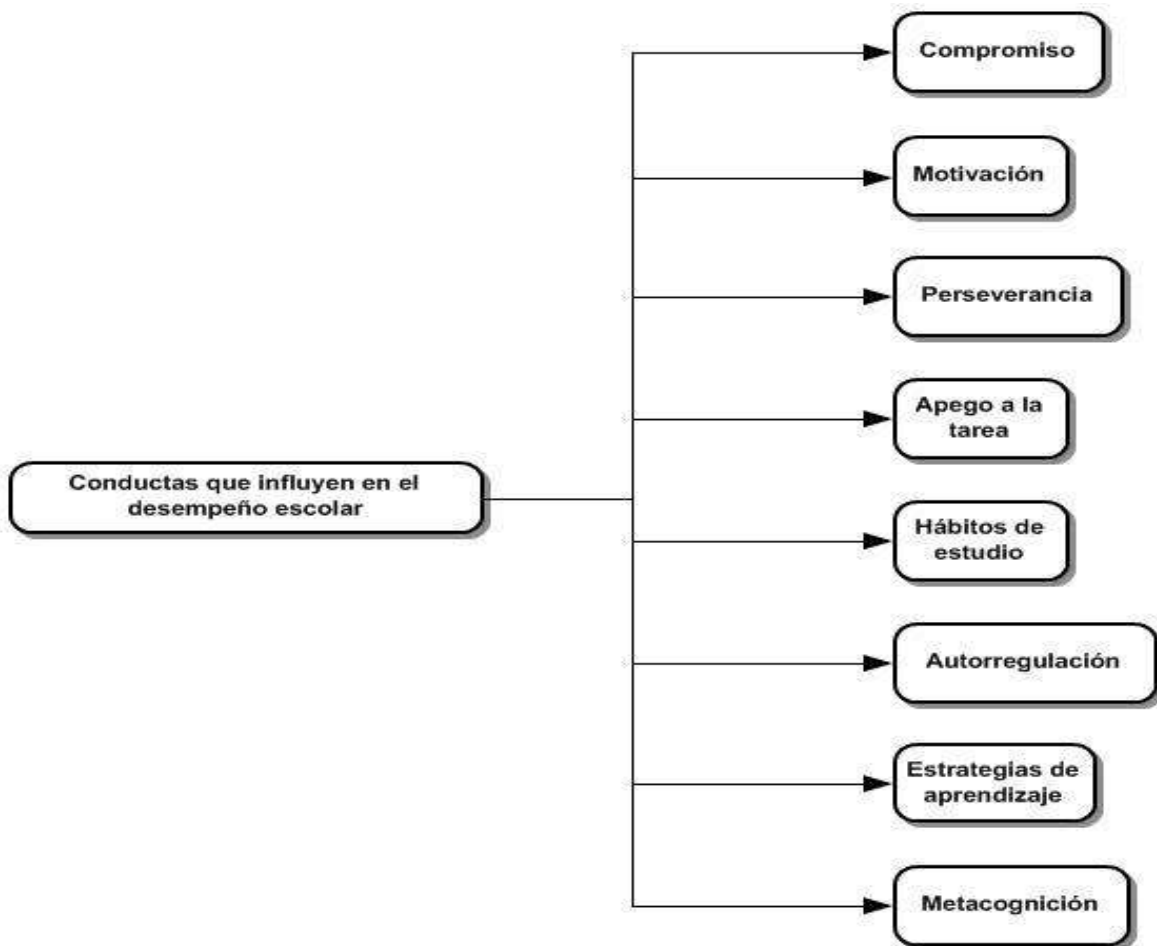 Compromiso
Motivación
Perseverancia
Apego a la
tarea
Conductas que influyen en el
desempeño escolar
Hábitos de
estudio
Autorregulación
Estrategias de
aprendizaje
Metacognición